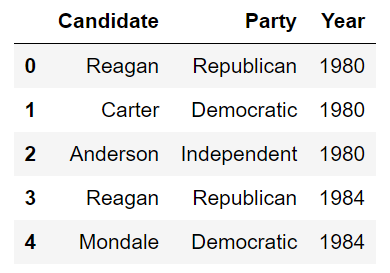 Candidate Party Year
0 Reagan Republican 1980
1 Carter Democratic 1980
2 Anderson Independent 1980
3 Reagan Republican 1984
4 Mondale Democratic 1984